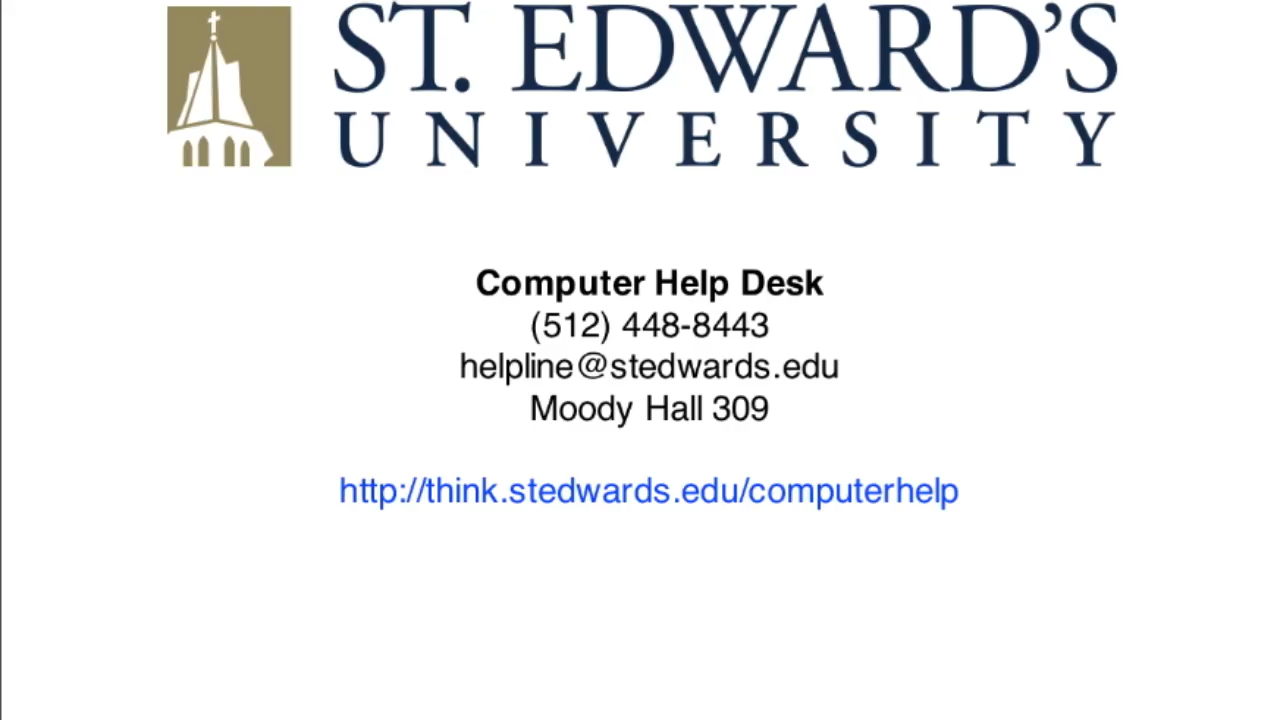 ST. EDWARD'S
UNIVERSITY
Computer Help Desk
(512) 448-8443
helpline@stedwards.edu
Moody Hall 309
http://think.stedwards.edu/computerhelp